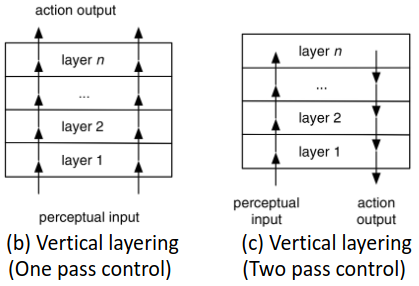 action output
layer n
...
layer 2
layer 1
perceptual input
(b) Vertical layering
(One pass control)
layer n
...
layer 2
layer 1
perceptual
input
action
output
(c) Vertical layering
(Two pass control)